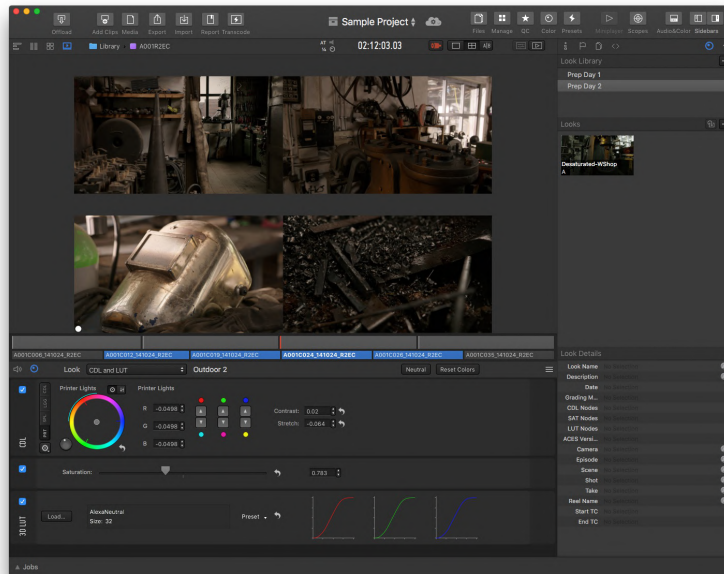 Sample Project
Offload
Add Clips
Media
Export
Import
Report
Transcode
Files
Manage
QC
Color
Presets
Scopes
Audio&Color
Sidebars
Library
A001R2EC
02:12:03.03
Look Library
Prep Day 1
Prep Day 2
Looks
Desaturated-WShop
A
A001C006_141024_R2EC
A001C012_141024_R2EC
A001C019_141024_R2EC
A001C024_141024_R2EC
A001C026_141024_R2EC
A001C035_141024_R2EC
Look
CDL and LUT
Outdoor 2
Neutral
Reset Colors
CDL
Printer Lights
Printer Lights
R -0.0498
G -0.0498
B -0.0498
Contrast: 0.02
Stretch: -0.064
Saturation:
0.783
3D LUT
Load...
AlexaNeutral
Size: 32
Preset
Look Details
Look Name
Description
Date
Grading M...
CDL Nodes
SAT Nodes
LUT Nodes
ACES Versi...
Camera
Episode
Scene
Shot
Take
Reel Name
Start TC
End TC
Jobs